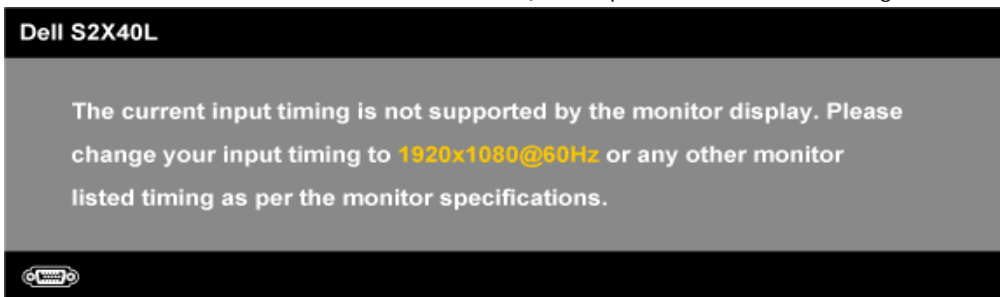 Dell S2X40L
The current input timing is not supported by the monitor display. Please
change your input timing to 1920x1080@60Hz or any other monitor
listed timing as per the monitor specifications.